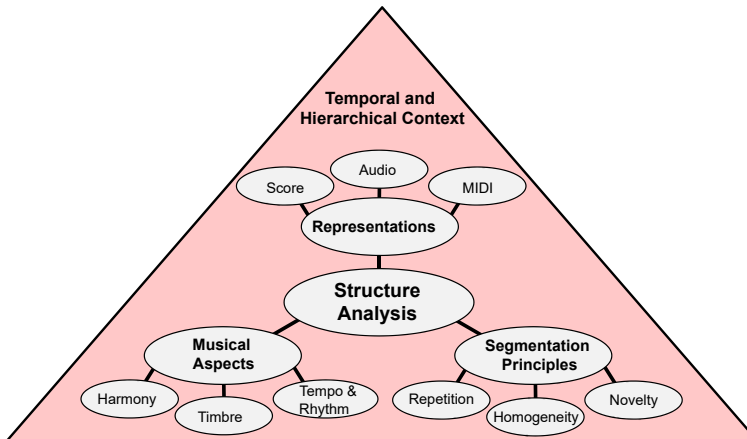 Temporal and
Hierarchical Context
Audio
Score
MIDI
Representations
Structure
Analysis
Musical
Aspects
Segmentation
Principles
Harmony
Timbre
Tempo &
Rhythm
Repetition
Homogeneity
Novelty